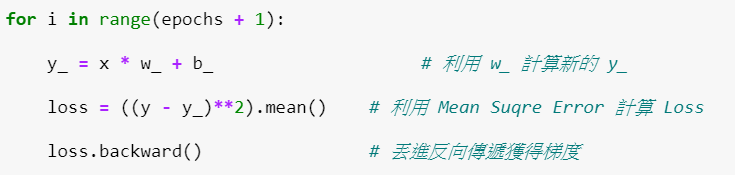 for i in range(epochs + 1):
y_ = x * w_ + b_ # 利用 w_ 計算新的 y_
loss = ((y - y_)**2).mean() # 利用 Mean Suqre Error 計算 Loss
loss.backward() # 丟進反向傳遞獲得梯度